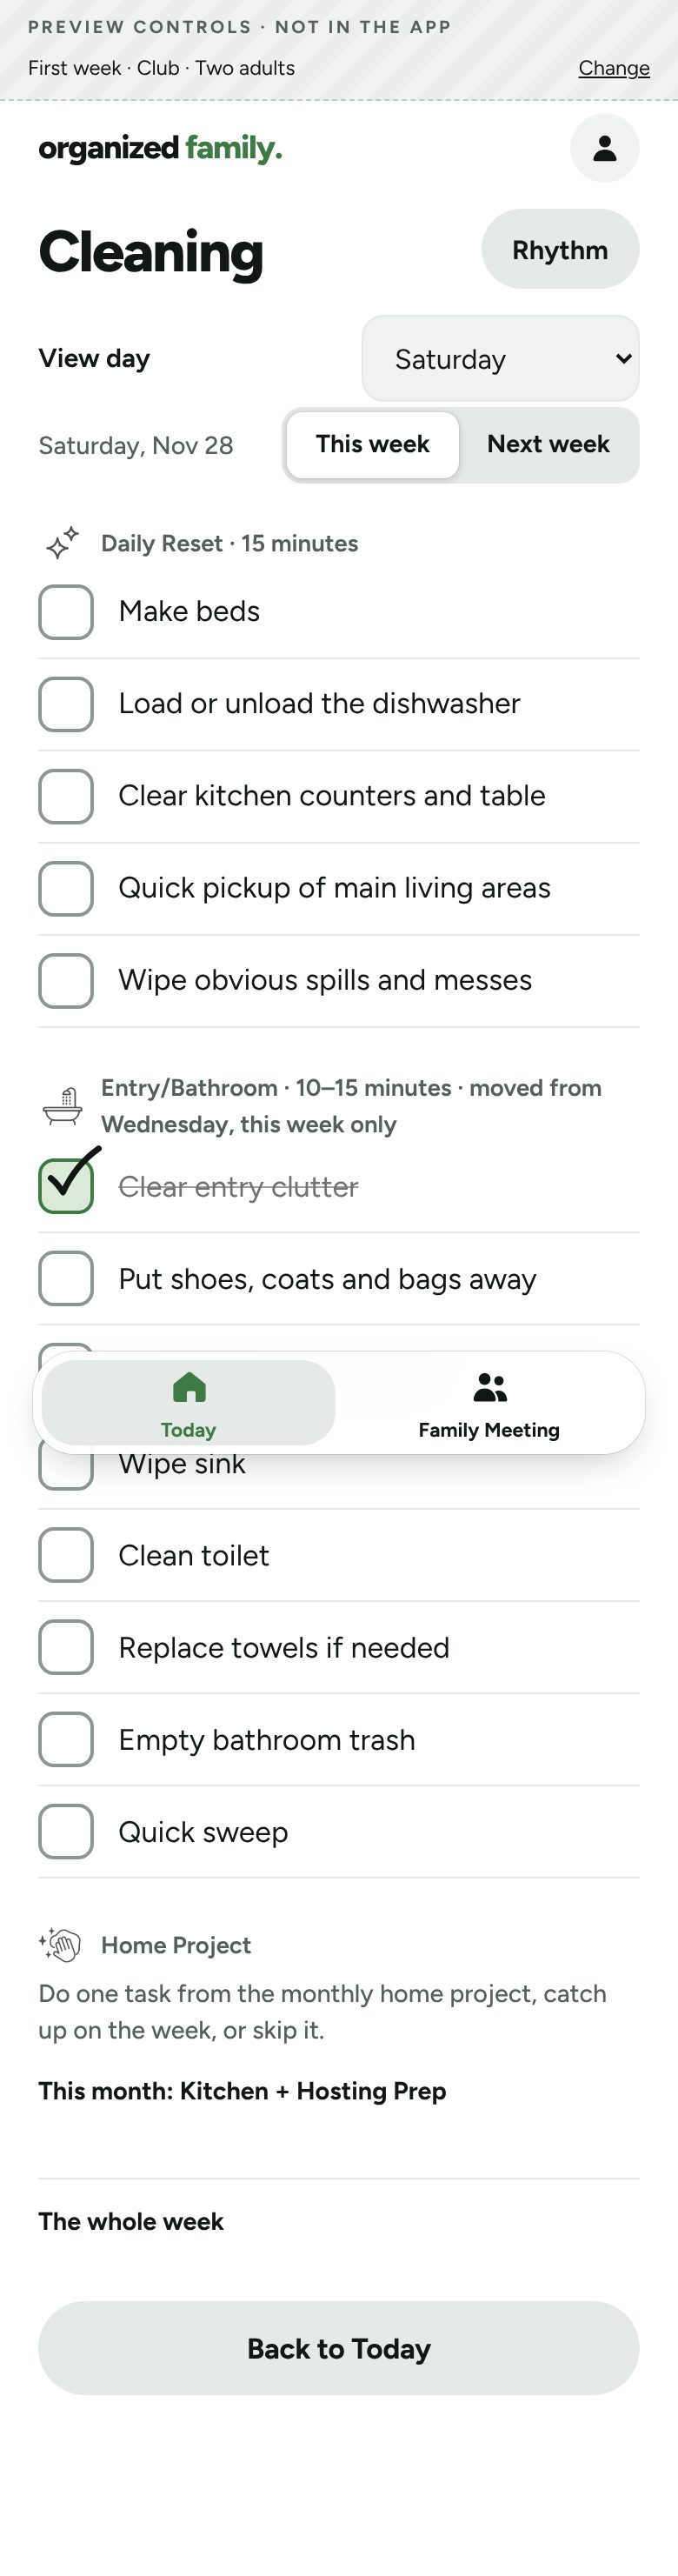 PREVIEW CONTROLS · NOT IN THE APP
First week · Club · Two adults
Change
organized family.
Cleaning
Rhythm
View day
Saturday
Saturday, Nov 28
This week
Next week
Daily Reset · 15 minutes
Make beds
Load or unload the dishwasher
Clear kitchen counters and table
Quick pickup of main living areas
Wipe obvious spills and messes
Entry/Bathroom · 10–15 minutes · moved from
Wednesday, this week only
Clear entry clutter
Put shoes, coats and bags away
Today
Family Meeting
Wipe sink
Clean toilet
Replace towels if needed
Empty bathroom trash
Quick sweep
Home Project
Do one task from the monthly home project, catch
up on the week, or skip it.
This month: Kitchen + Hosting Prep
The whole week
Back to Today